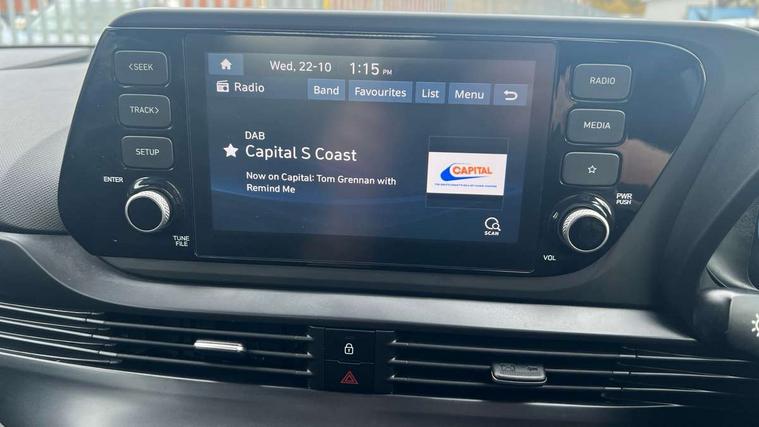 <SEEK
TRACK>
SETUP
ENTER
TUNE
FILE
Wed, 22-10 1:15 PM
Radio Band Favourites List Menu
DAB
Capital S Coast
Now on Capital: Tom Grennan with
Remind Me
CAPITAL
SCAN
RADIO
MEDIA
PWR
PUSH
VOL